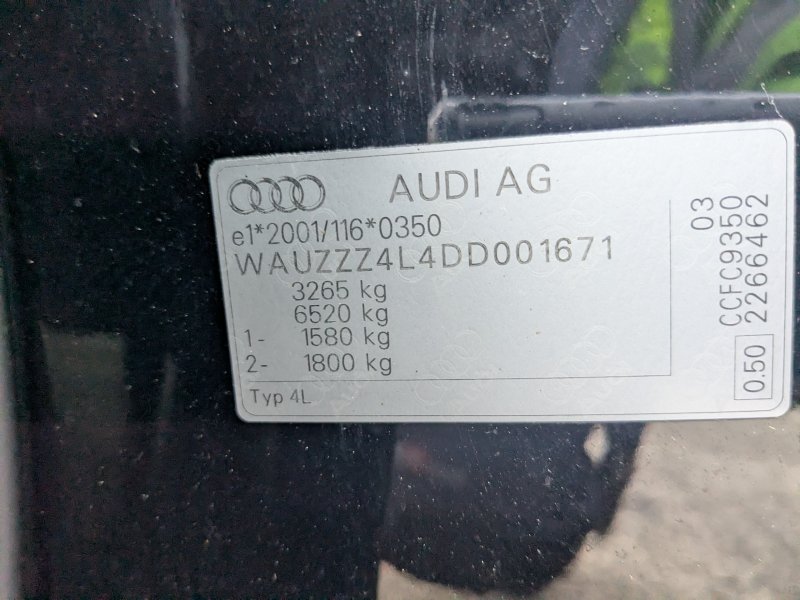 AUDI AG
e1*2001/116*0350
WAUZZZ4L4DD001671
3265 kg
6520 kg
1- 1580 kg
2- 1800 kg
Typ 4L
03
CCFC9350
2266462
0.50